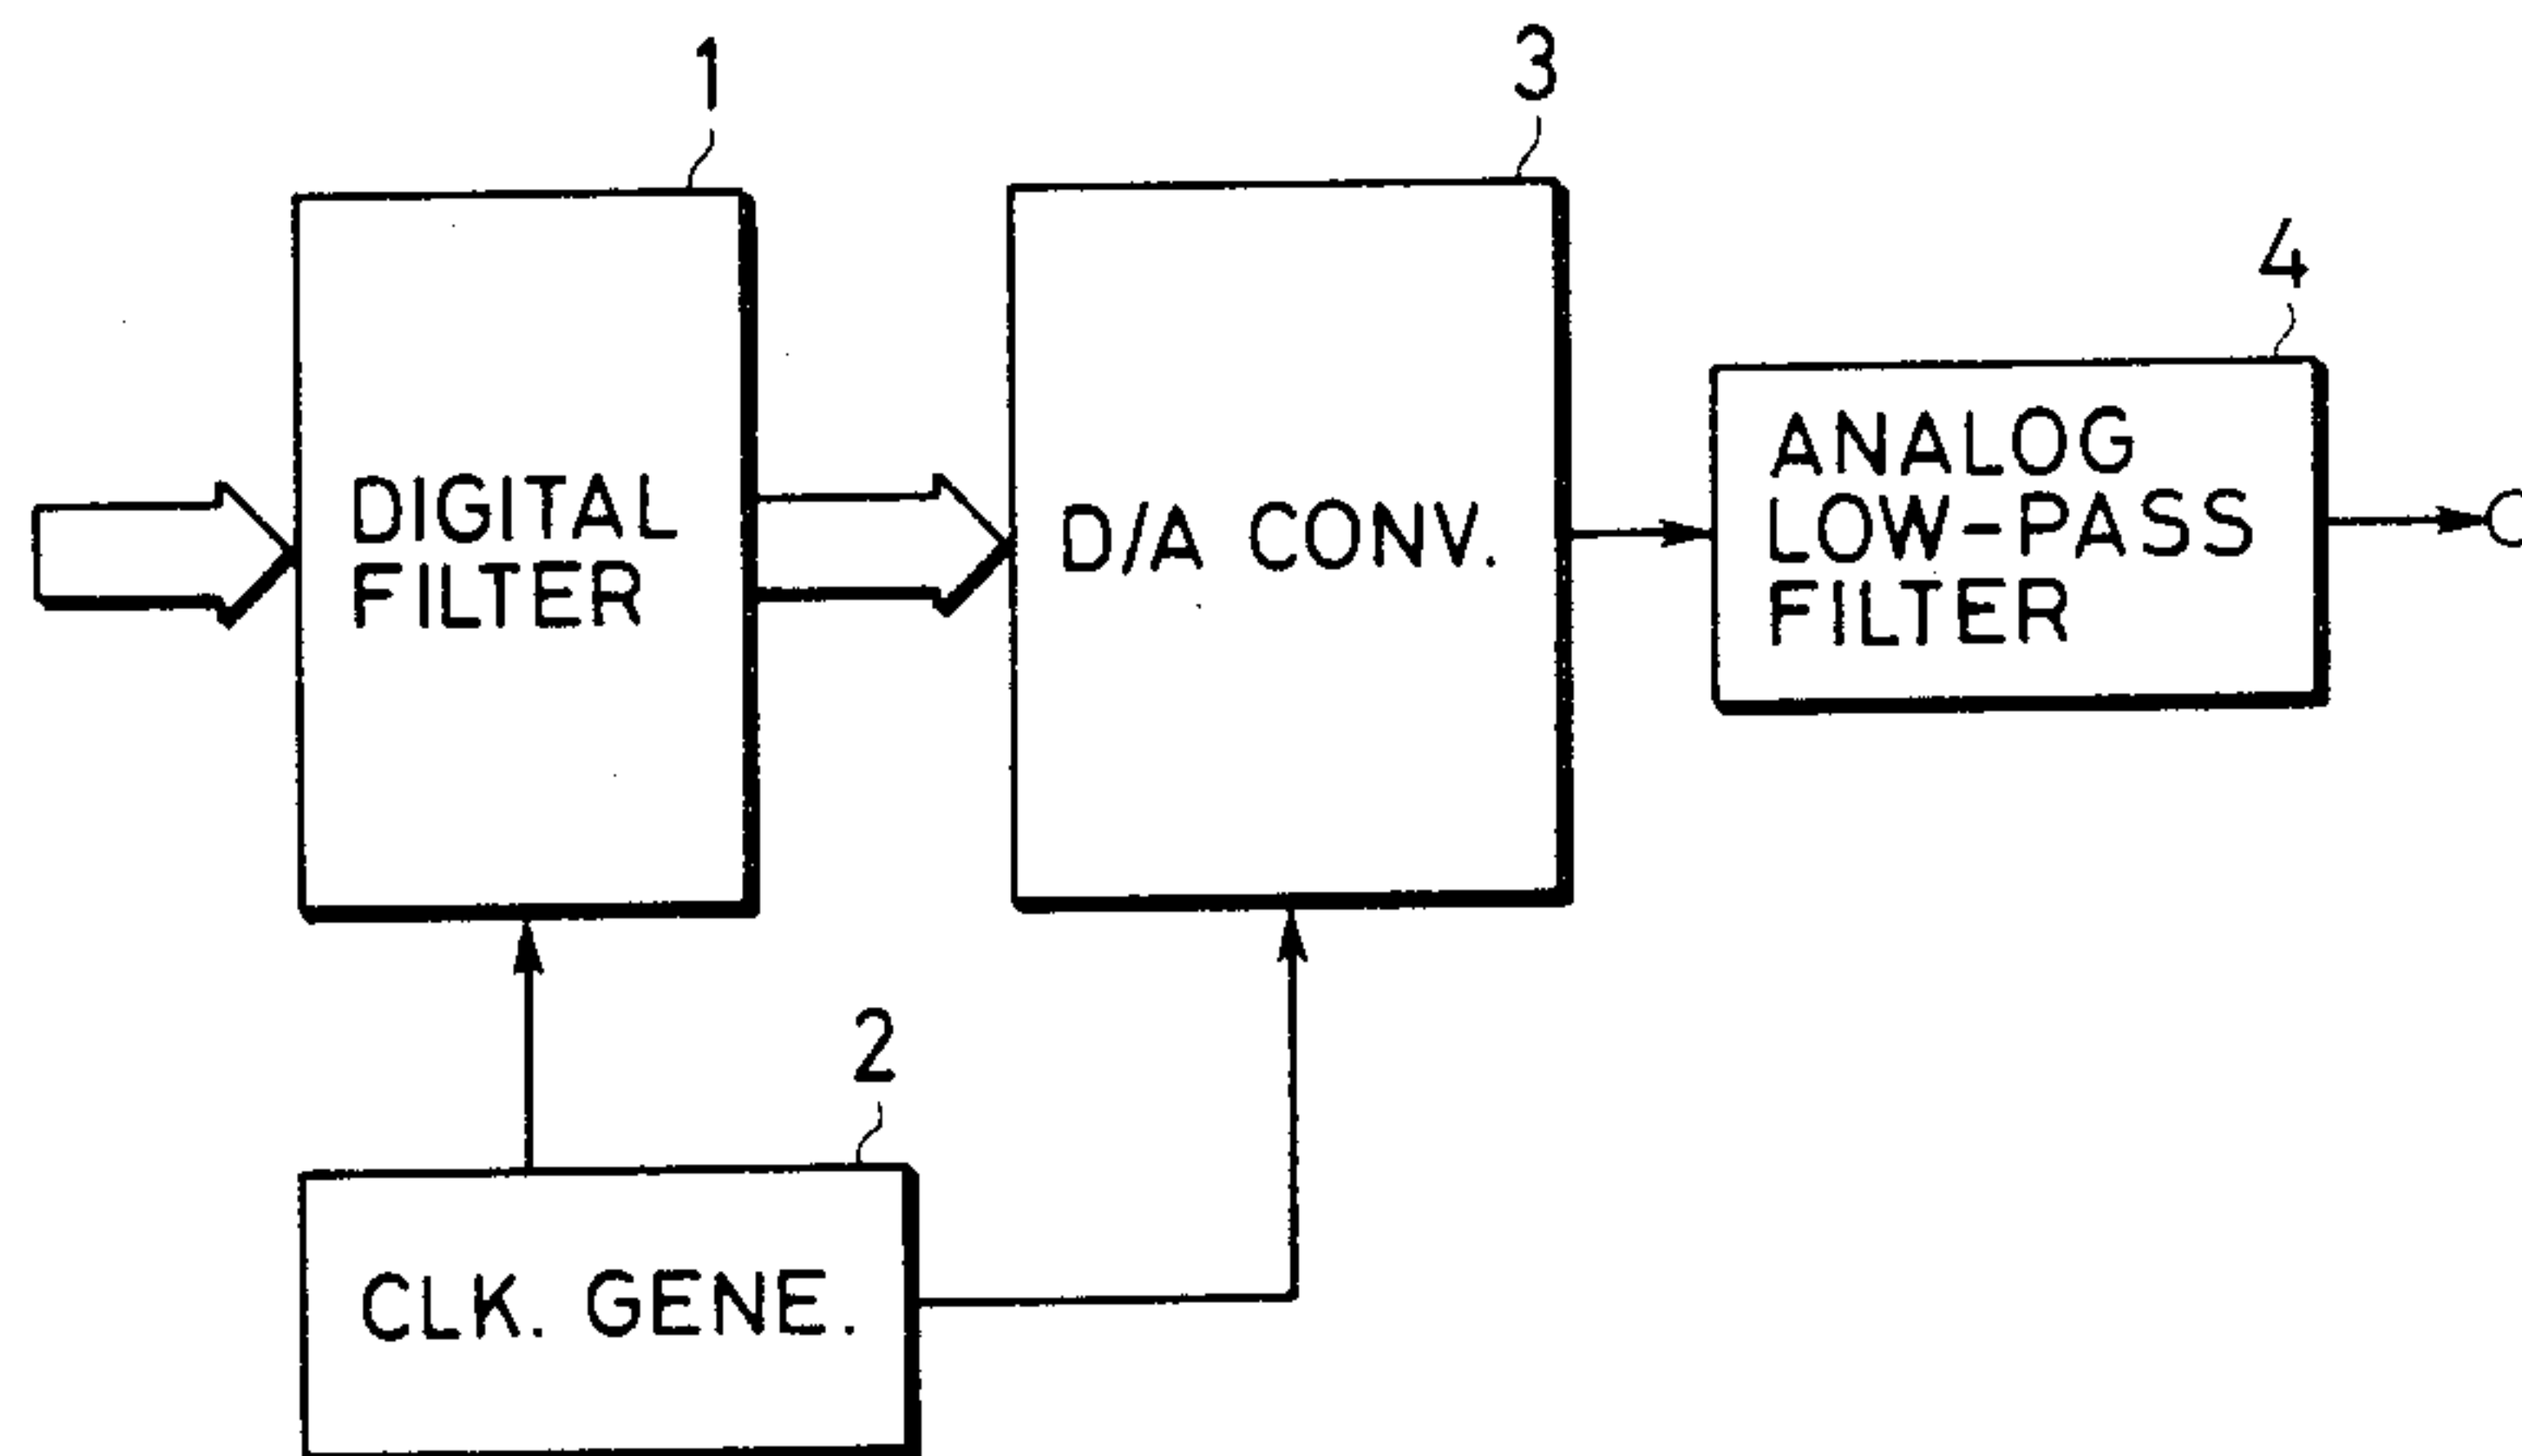 1
3
4
DIGITAL
FILTER
D/A CONV.
ANALOG
LOW-PASS
FILTER
2
CLK. GENE.